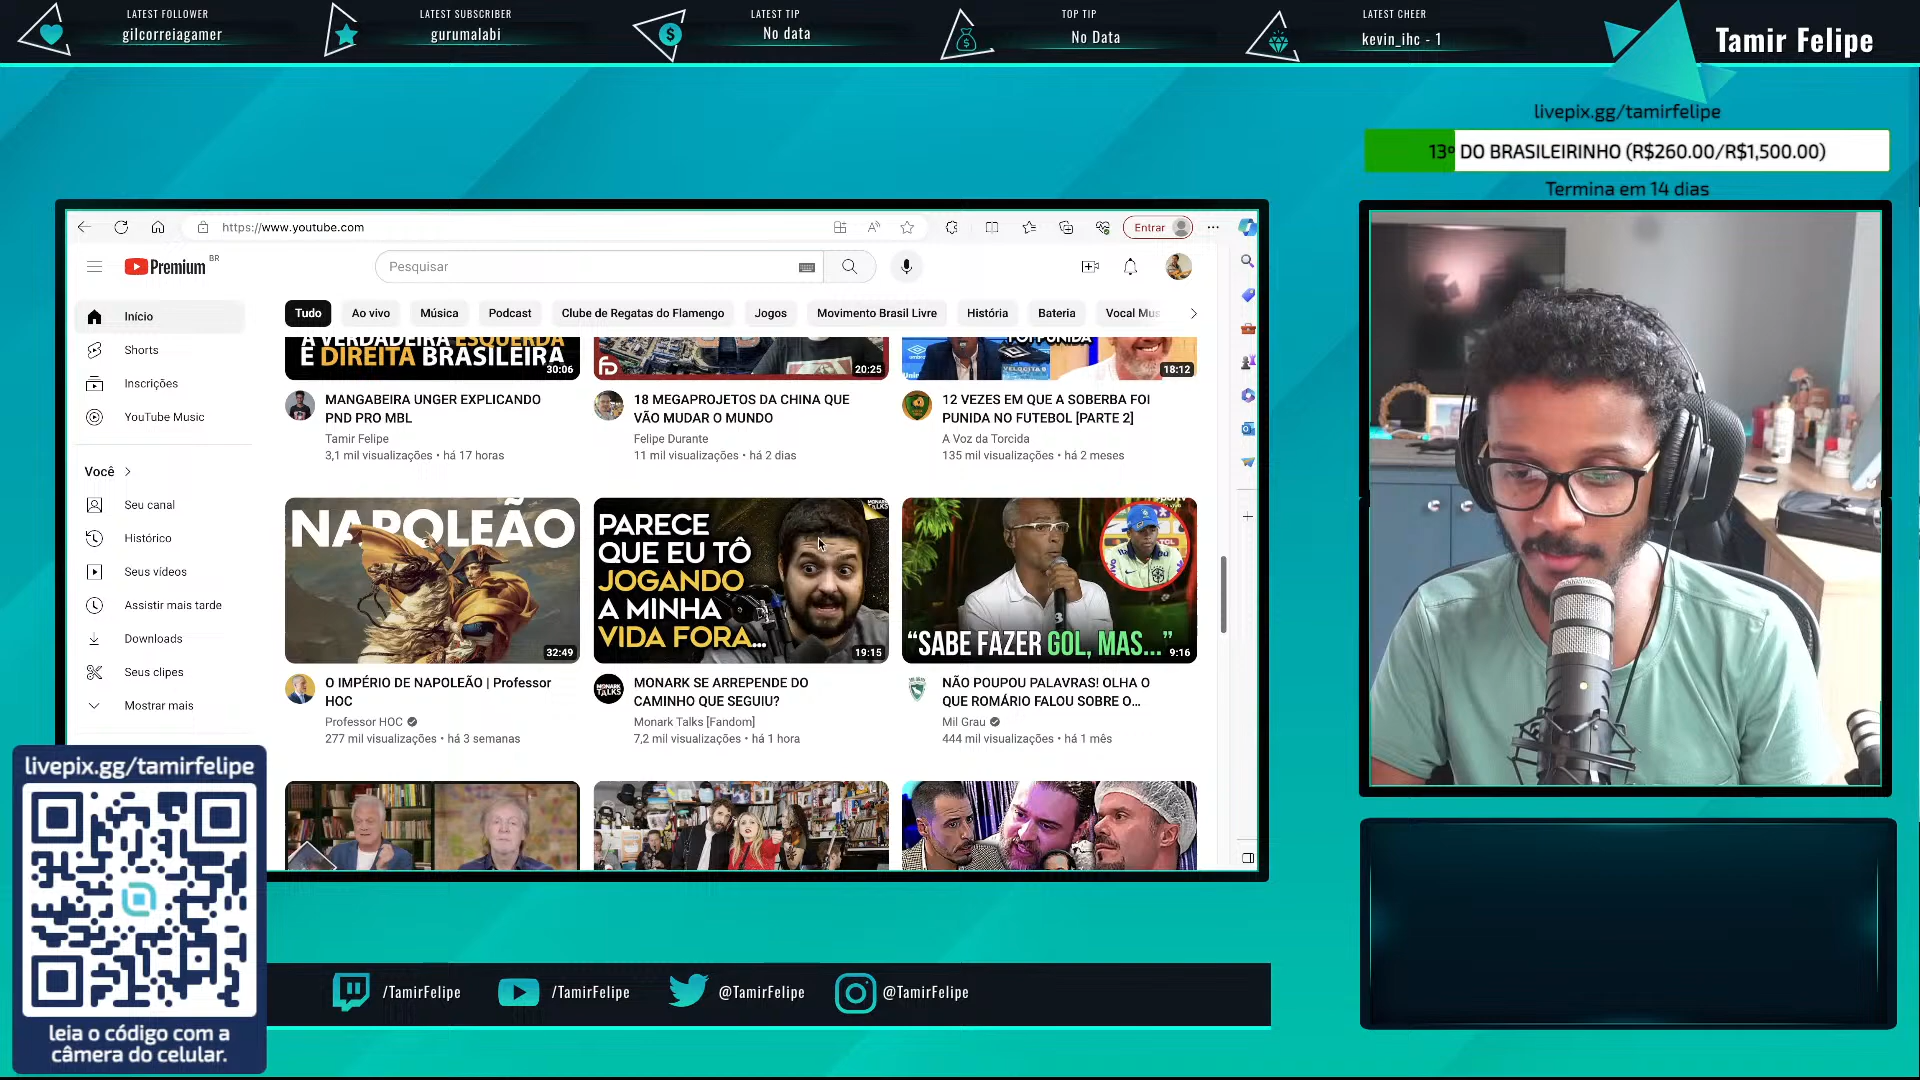 LATEST FOLLOWER
gilcorreiagamer
LATEST SUBSCRIBER
gurumalabi
LATEST TIP
No data
TOP TIP
No Data
LATEST CHEER
kevin_ihc - 1
Tamir Felipe
livepix.gg/tamirfelipe
13º DO BRASILEIRINHO (R$260.00/R$1,500.00)
Termina em 14 dias
https://www.youtube.com
Entrar
Premium BR
Pesquisar
Tudo
Ao vivo
Música
Podcast
Clube de Regatas do Flamengo
Jogos
Movimento Brasil Livre
História
Bateria
Vocal Mus
Início
Shorts
Inscrições
YouTube Music
Você
Seu canal
Histórico
Seus vídeos
Assistir mais tarde
Downloads
Seus clipes
Mostrar mais
A VERDADEIRA ESQUERDA
E DIREITA BRASILEIRA
30:06
MANGABEIRA UNGER EXPLICANDO
PND PRO MBL
Tamir Felipe
3,1 mil visualizações • há 17 horas
20:25
18 MEGAPROJETOS DA CHINA QUE
VÃO MUDAR O MUNDO
Felipe Durante
11 mil visualizações • há 2 dias
FOI PUNIDA
18:12
12 VEZES EM QUE A SOBERBA FOI
PUNIDA NO FUTEBOL [PARTE 2]
A Voz da Torcida
135 mil visualizações • há 2 meses
NAPOLEÃO
32:49
O IMPÉRIO DE NAPOLEÃO | Professor
HOC
Professor HOC
277 mil visualizações • há 3 semanas
MONARK
TALKS
PARECE
QUE EU TÔ
JOGANDO
A MINHA
VIDA FORA...
19:15
MONARK SE ARREPENDE DO
CAMINHO QUE SEGUIU?
Monark Talks [Fandom]
7,2 mil visualizações • há 1 hora
TCL
"SABE FAZER GOL, MAS..."
9:16
NÃO POUPOU PALAVRAS! OLHA O
QUE ROMÁRIO FALOU SOBRE O...
Mil Grau
444 mil visualizações • há 1 mês
livepix.gg/tamirfelipe
leia o código com a
câmera do celular.
/TamirFelipe
/TamirFelipe
@TamirFelipe
@TamirFelipe